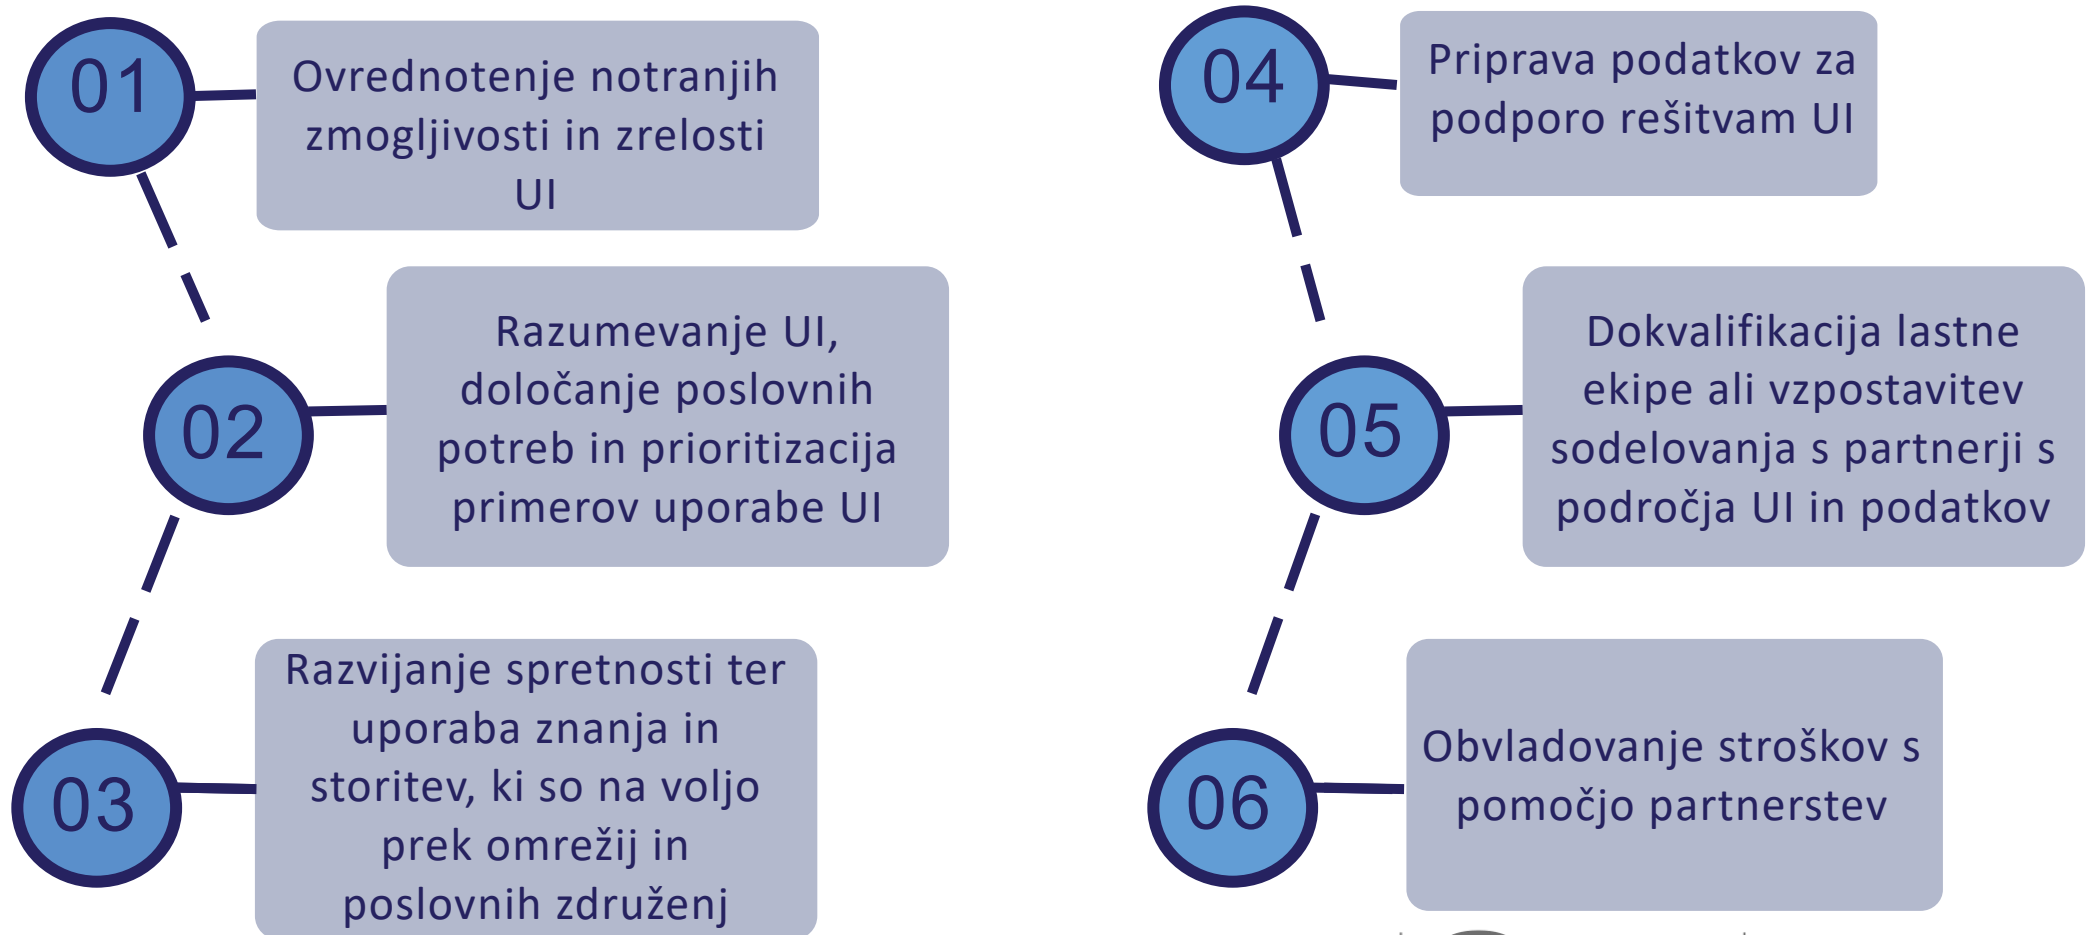 01
Ovrednotenje notranjih
zmogljivosti in zrelosti
UI
02
Razumevanje UI,
določanje poslovnih
potreb in prioritizacija
primerov uporabe UI
03
Razvijanje spretnosti ter
uporaba znanja in
storitev, ki so na voljo
prek omrežij in
poslovnih združenj
04
Priprava podatkov za
podporo rešitvam UI
05
Dokvalifikacija lastne
ekipe ali vzpostavitev
sodelovanja s partnerji s
področja UI in podatkov
06
Obvladovanje stroškov s
pomočjo partnerstev